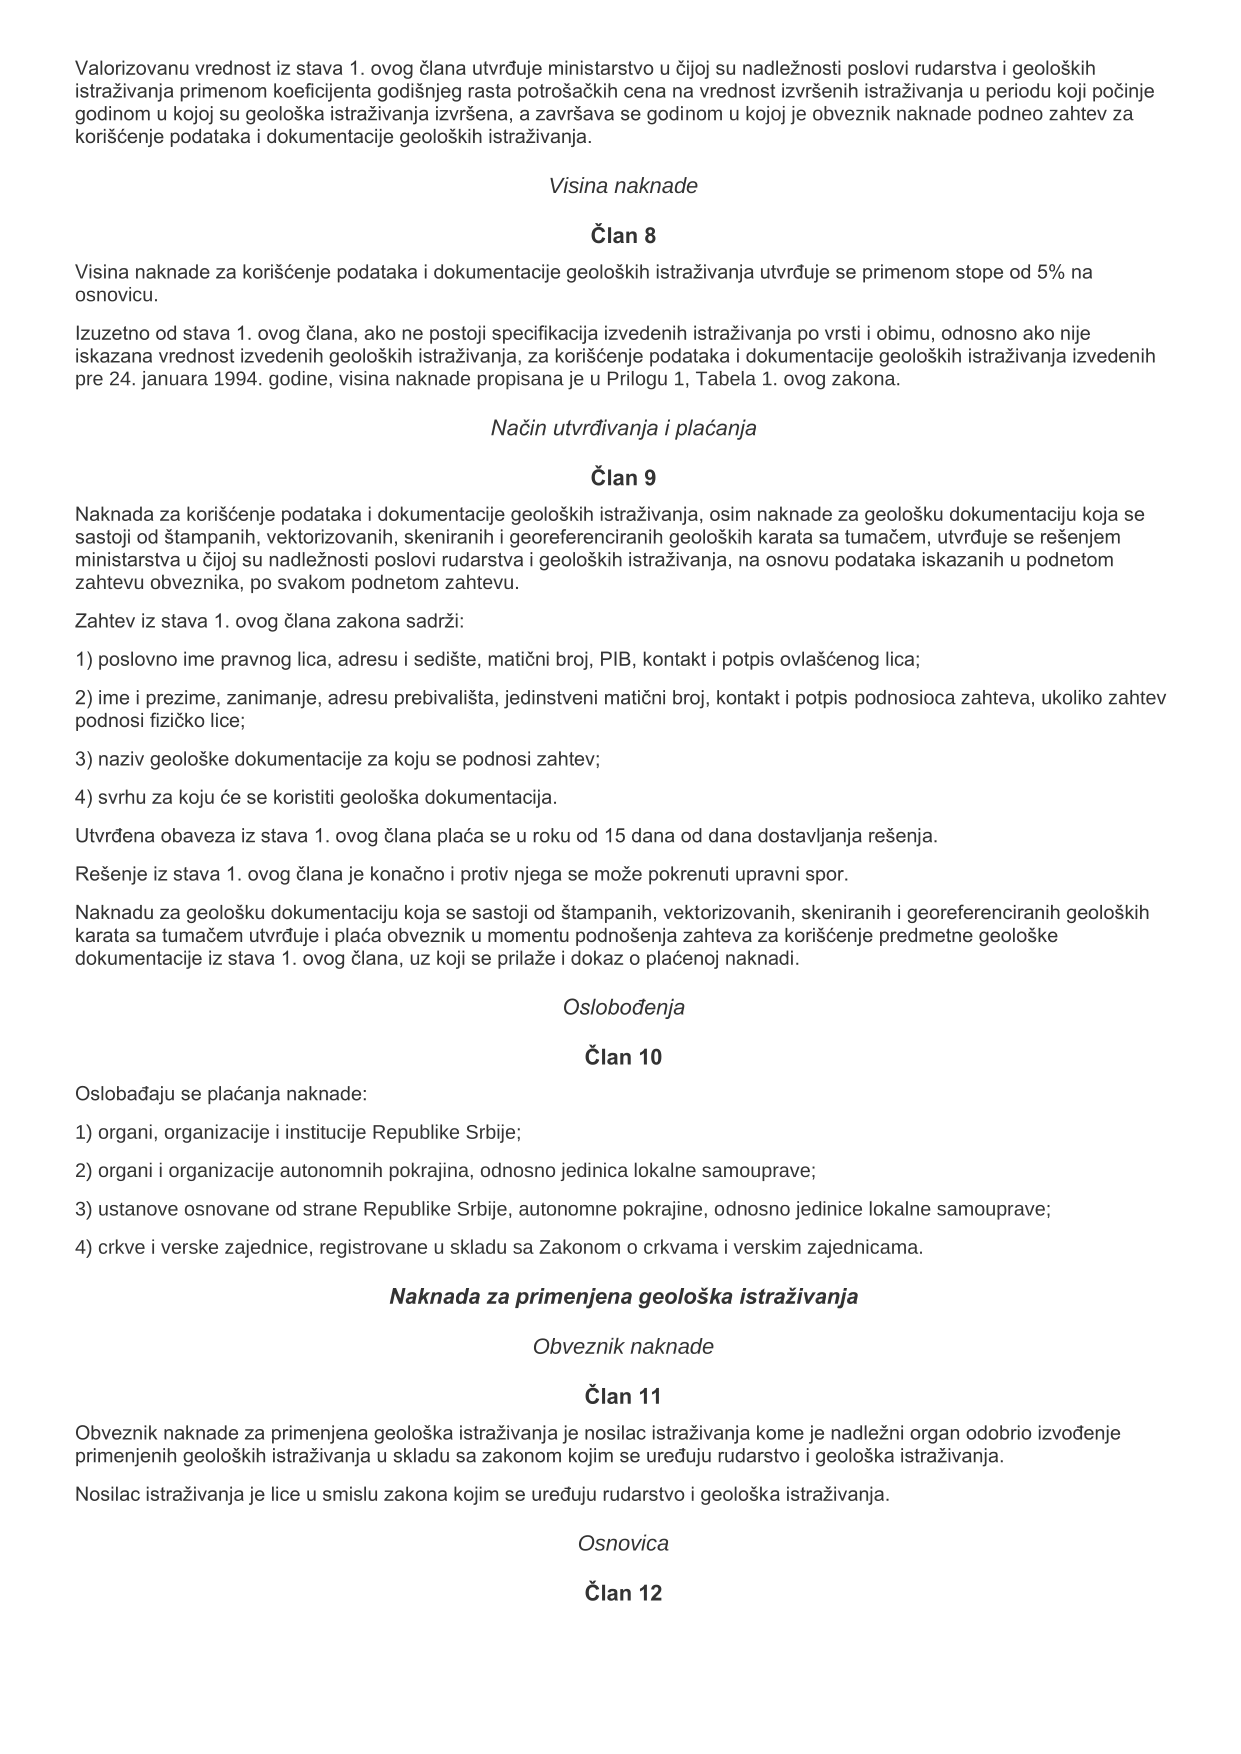 Valorizovanu vrednost iz stava 1. ovog člana utvrđuje ministarstvo u čijoj su nadležnosti poslovi rudarstva i geoloških
istraživanja primenom koeficijenta godišnjeg rasta potrošačkih cena na vrednost izvršenih istraživanja u periodu koji počinje
godinom u kojoj su geološka istraživanja izvršena, a završava se godinom u kojoj je obveznik naknade podneo zahtev za
korišćenje podataka i dokumentacije geoloških istraživanja.
Visina naknade
Član 8
Visina naknade za korišćenje podataka i dokumentacije geoloških istraživanja utvrđuje se primenom stope od 5% na
osnovicu.
Izuzetno od stava 1. ovog člana, ako ne postoji specifikacija izvedenih istraživanja po vrsti i obimu, odnosno ako nije
iskazana vrednost izvedenih geoloških istraživanja, za korišćenje podataka i dokumentacije geoloških istraživanja izvedenih
pre 24. januara 1994. godine, visina naknade propisana je u Prilogu 1, Tabela 1. ovog zakona.
Način utvrđivanja i plaćanja
Član 9
Naknada za korišćenje podataka i dokumentacije geoloških istraživanja, osim naknade za geološku dokumentaciju koja se
sastoji od štampanih, vektorizovanih, skeniranih i georeferenciranih geoloških karata sa tumačem, utvrđuje se rešenjem
ministarstva u čijoj su nadležnosti poslovi rudarstva i geoloških istraživanja, na osnovu podataka iskazanih u podnetom
zahtevu obveznika, po svakom podnetom zahtevu.
Zahtev iz stava 1. ovog člana zakona sadrži:
1) poslovno ime pravnog lica, adresu i sedište, matični broj, PIB, kontakt i potpis ovlašćenog lica;
2) ime i prezime, zanimanje, adresu prebivališta, jedinstveni matični broj, kontakt i potpis podnosioca zahteva, ukoliko zahtev
podnosi fizičko lice;
3) naziv geološke dokumentacije za koju se podnosi zahtev;
4) svrhu za koju će se koristiti geološka dokumentacija.
Utvrđena obaveza iz stava 1. ovog člana plaća se u roku od 15 dana od dana dostavljanja rešenja.
Rešenje iz stava 1. ovog člana je konačno i protiv njega se može pokrenuti upravni spor.
Naknadu za geološku dokumentaciju koja se sastoji od štampanih, vektorizovanih, skeniranih i georeferenciranih geoloških
karata sa tumačem utvrđuje i plaća obveznik u momentu podnošenja zahteva za korišćenje predmetne geološke
dokumentacije iz stava 1. ovog člana, uz koji se prilaže i dokaz o plaćenoj naknadi.
Oslobođenja
Član 10
Oslobađaju se plaćanja naknade:
1) organi, organizacije i institucije Republike Srbije;
2) organi i organizacije autonomnih pokrajina, odnosno jedinica lokalne samouprave;
3) ustanove osnovane od strane Republike Srbije, autonomne pokrajine, odnosno jedinice lokalne samouprave;
4) crkve i verske zajednice, registrovane u skladu sa Zakonom o crkvama i verskim zajednicama.
Naknada za primenjena geološka istraživanja
Obveznik naknade
Član 11
Obveznik naknade za primenjena geološka istraživanja je nosilac istraživanja kome je nadležni organ odobrio izvođenje
primenjenih geoloških istraživanja u skladu sa zakonom kojim se uređuju rudarstvo i geološka istraživanja.
Nosilac istraživanja je lice u smislu zakona kojim se uređuju rudarstvo i geološka istraživanja.
Osnovica
Član 12